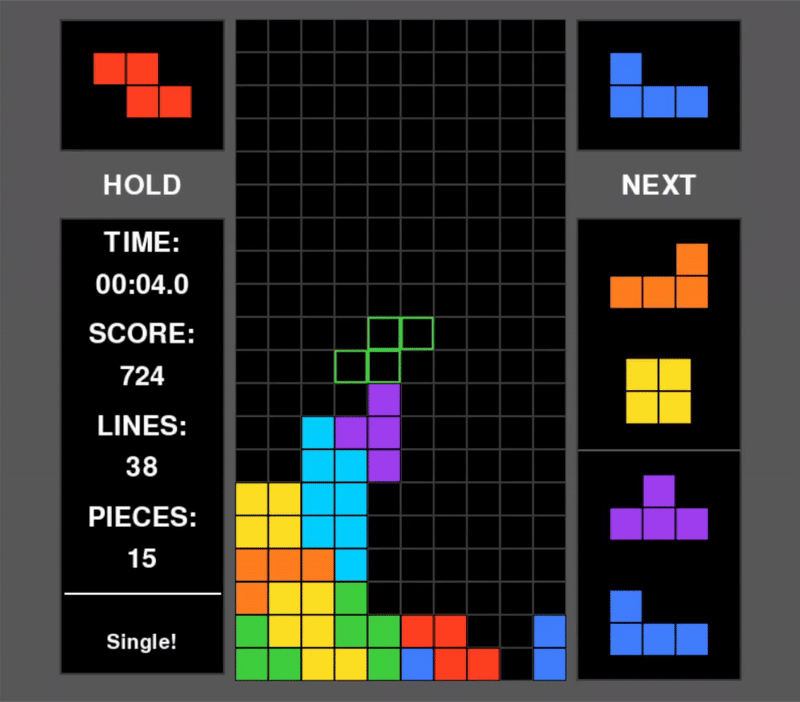 HOLD
TIME:
00:04.0
SCORE:
724
LINES:
38
PIECES:
15
Single!
NEXT